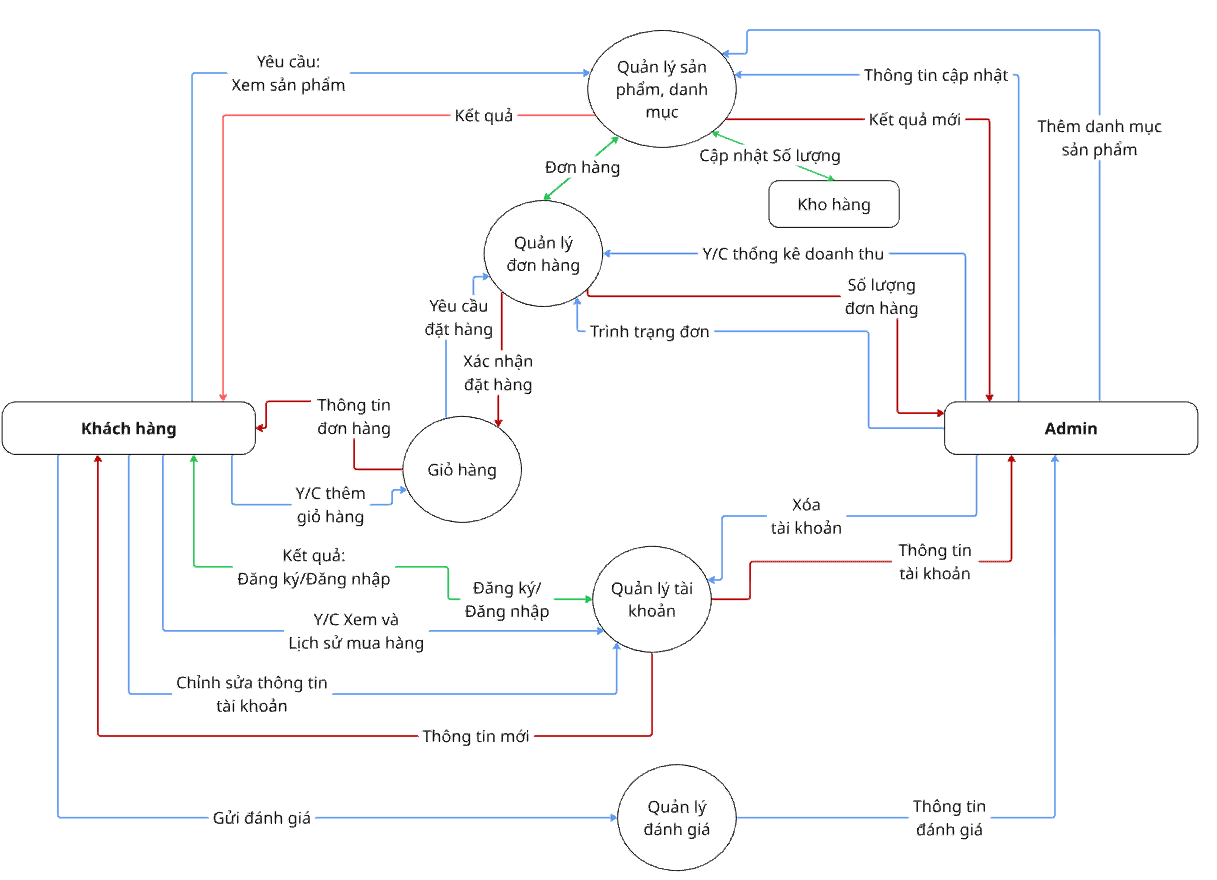 Yêu cầu:
Xem sản phẩm
Quản lý sản
phẩm, danh
mục
Thông tin cập nhật
Kết quả
Kết quả mới
Thêm danh mục
sản phẩm
Đơn hàng
Cập nhật Số lượng
Kho hàng
Quản lý
đơn hàng
Y/C thống kê doanh thu
Số lượng
đơn hàng
Yêu cầu
đặt hàng
Trình trạng đơn
Xác nhận
đặt hàng
Thông tin
đơn hàng
Khách hàng
Admin
Giỏ hàng
Y/C thêm
giỏ hàng
Xóa
tài khoản
Kết quả:
Đăng ký/Đăng nhập
Thông tin
tài khoản
Đăng ký/
Đăng nhập
Quản lý tài
khoản
Y/C Xem và
Lịch sử mua hàng
Chỉnh sửa thông tin
tài khoản
Thông tin mới
Gửi đánh giá
Quản lý
đánh giá
Thông tin
đánh giá